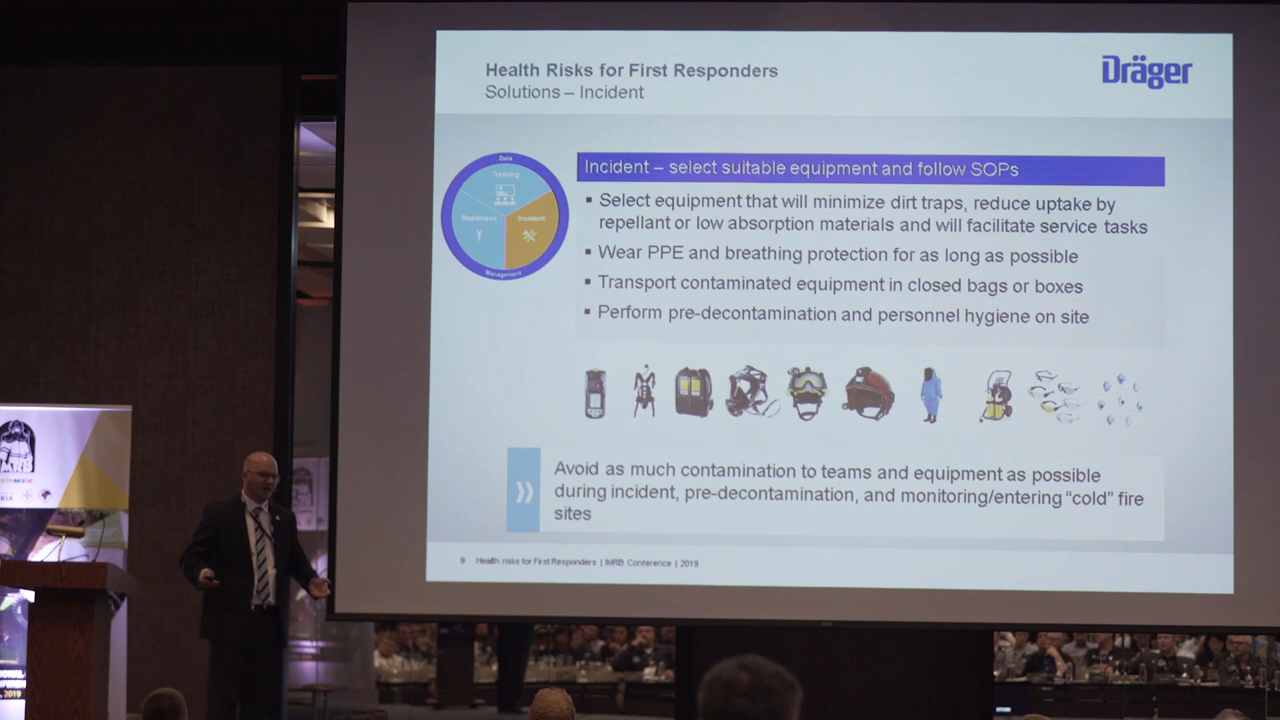 Health Risks for First Responders
Solutions – Incident
Dräger
Data
Training
Readiness
Incident
Management
Incident – select suitable equipment and follow SOPs
▪ Select equipment that will minimize dirt traps, reduce uptake by
repellant or low absorption materials and will facilitate service tasks
▪ Wear PPE and breathing protection for as long as possible
▪ Transport contaminated equipment in closed bags or boxes
▪ Perform pre-decontamination and personnel hygiene on site
Avoid as much contamination to teams and equipment as possible
during incident, pre-decontamination, and monitoring/entering “cold” fire
sites
9 Health risks for First Responders | IMRB Conference | 2019
MRB
2019